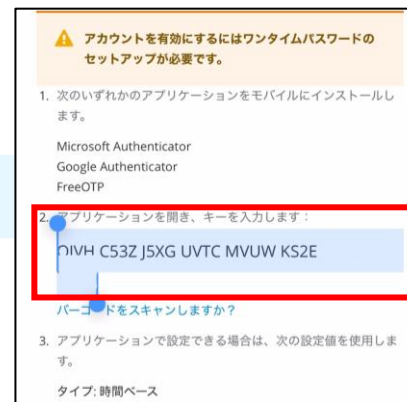 アカウントを有効にするにはワンタイムパスワードの
セットアップが必要です。
1. 次のいずれかのアプリケーションをモバイルにインストールし
ます。
Microsoft Authenticator
Google Authenticator
FreeOTP
2. アプリケーションを開き、キーを入力します：
C53Z J5XG UVTC MVUW KS2E
バーコードをスキャンしますか？
3. アプリケーションで設定できる場合は、次の設定値を使用しま
す。
タイプ: 時間ベース